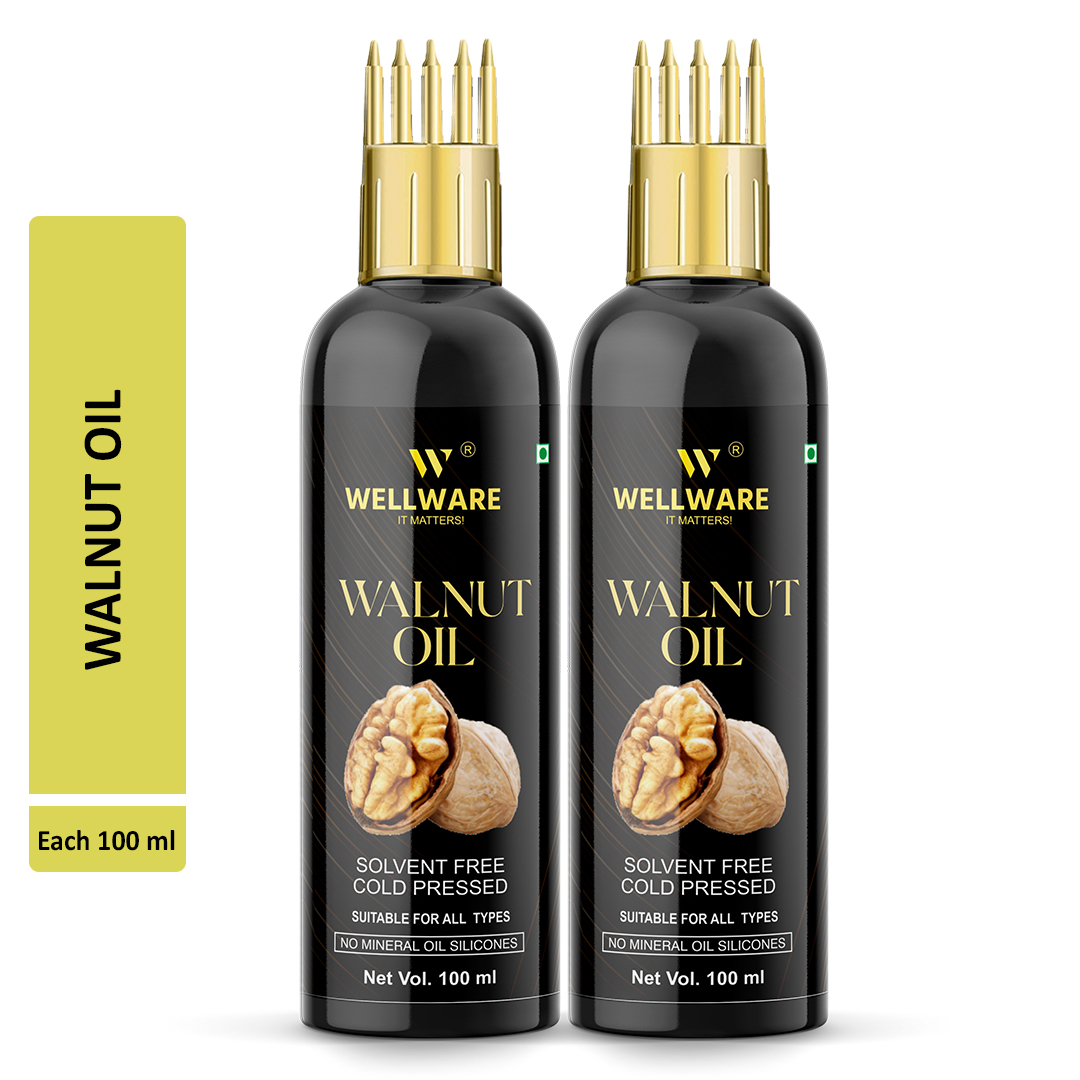 WALNUT OIL
Each 100 ml
W ®
WELLWARE
IT MATTERS!
WALNUT
OIL
SOLVENT FREE
COLD PRESSED
SUITABLE FOR ALL TYPES
NO MINERAL OIL SILICONES
Net Vol. 100 ml
W ®
WELLWARE
IT MATTERS!
WALNUT
OIL
SOLVENT FREE
COLD PRESSED
SUITABLE FOR ALL TYPES
NO MINERAL OIL SILICONES
Net Vol. 100 ml